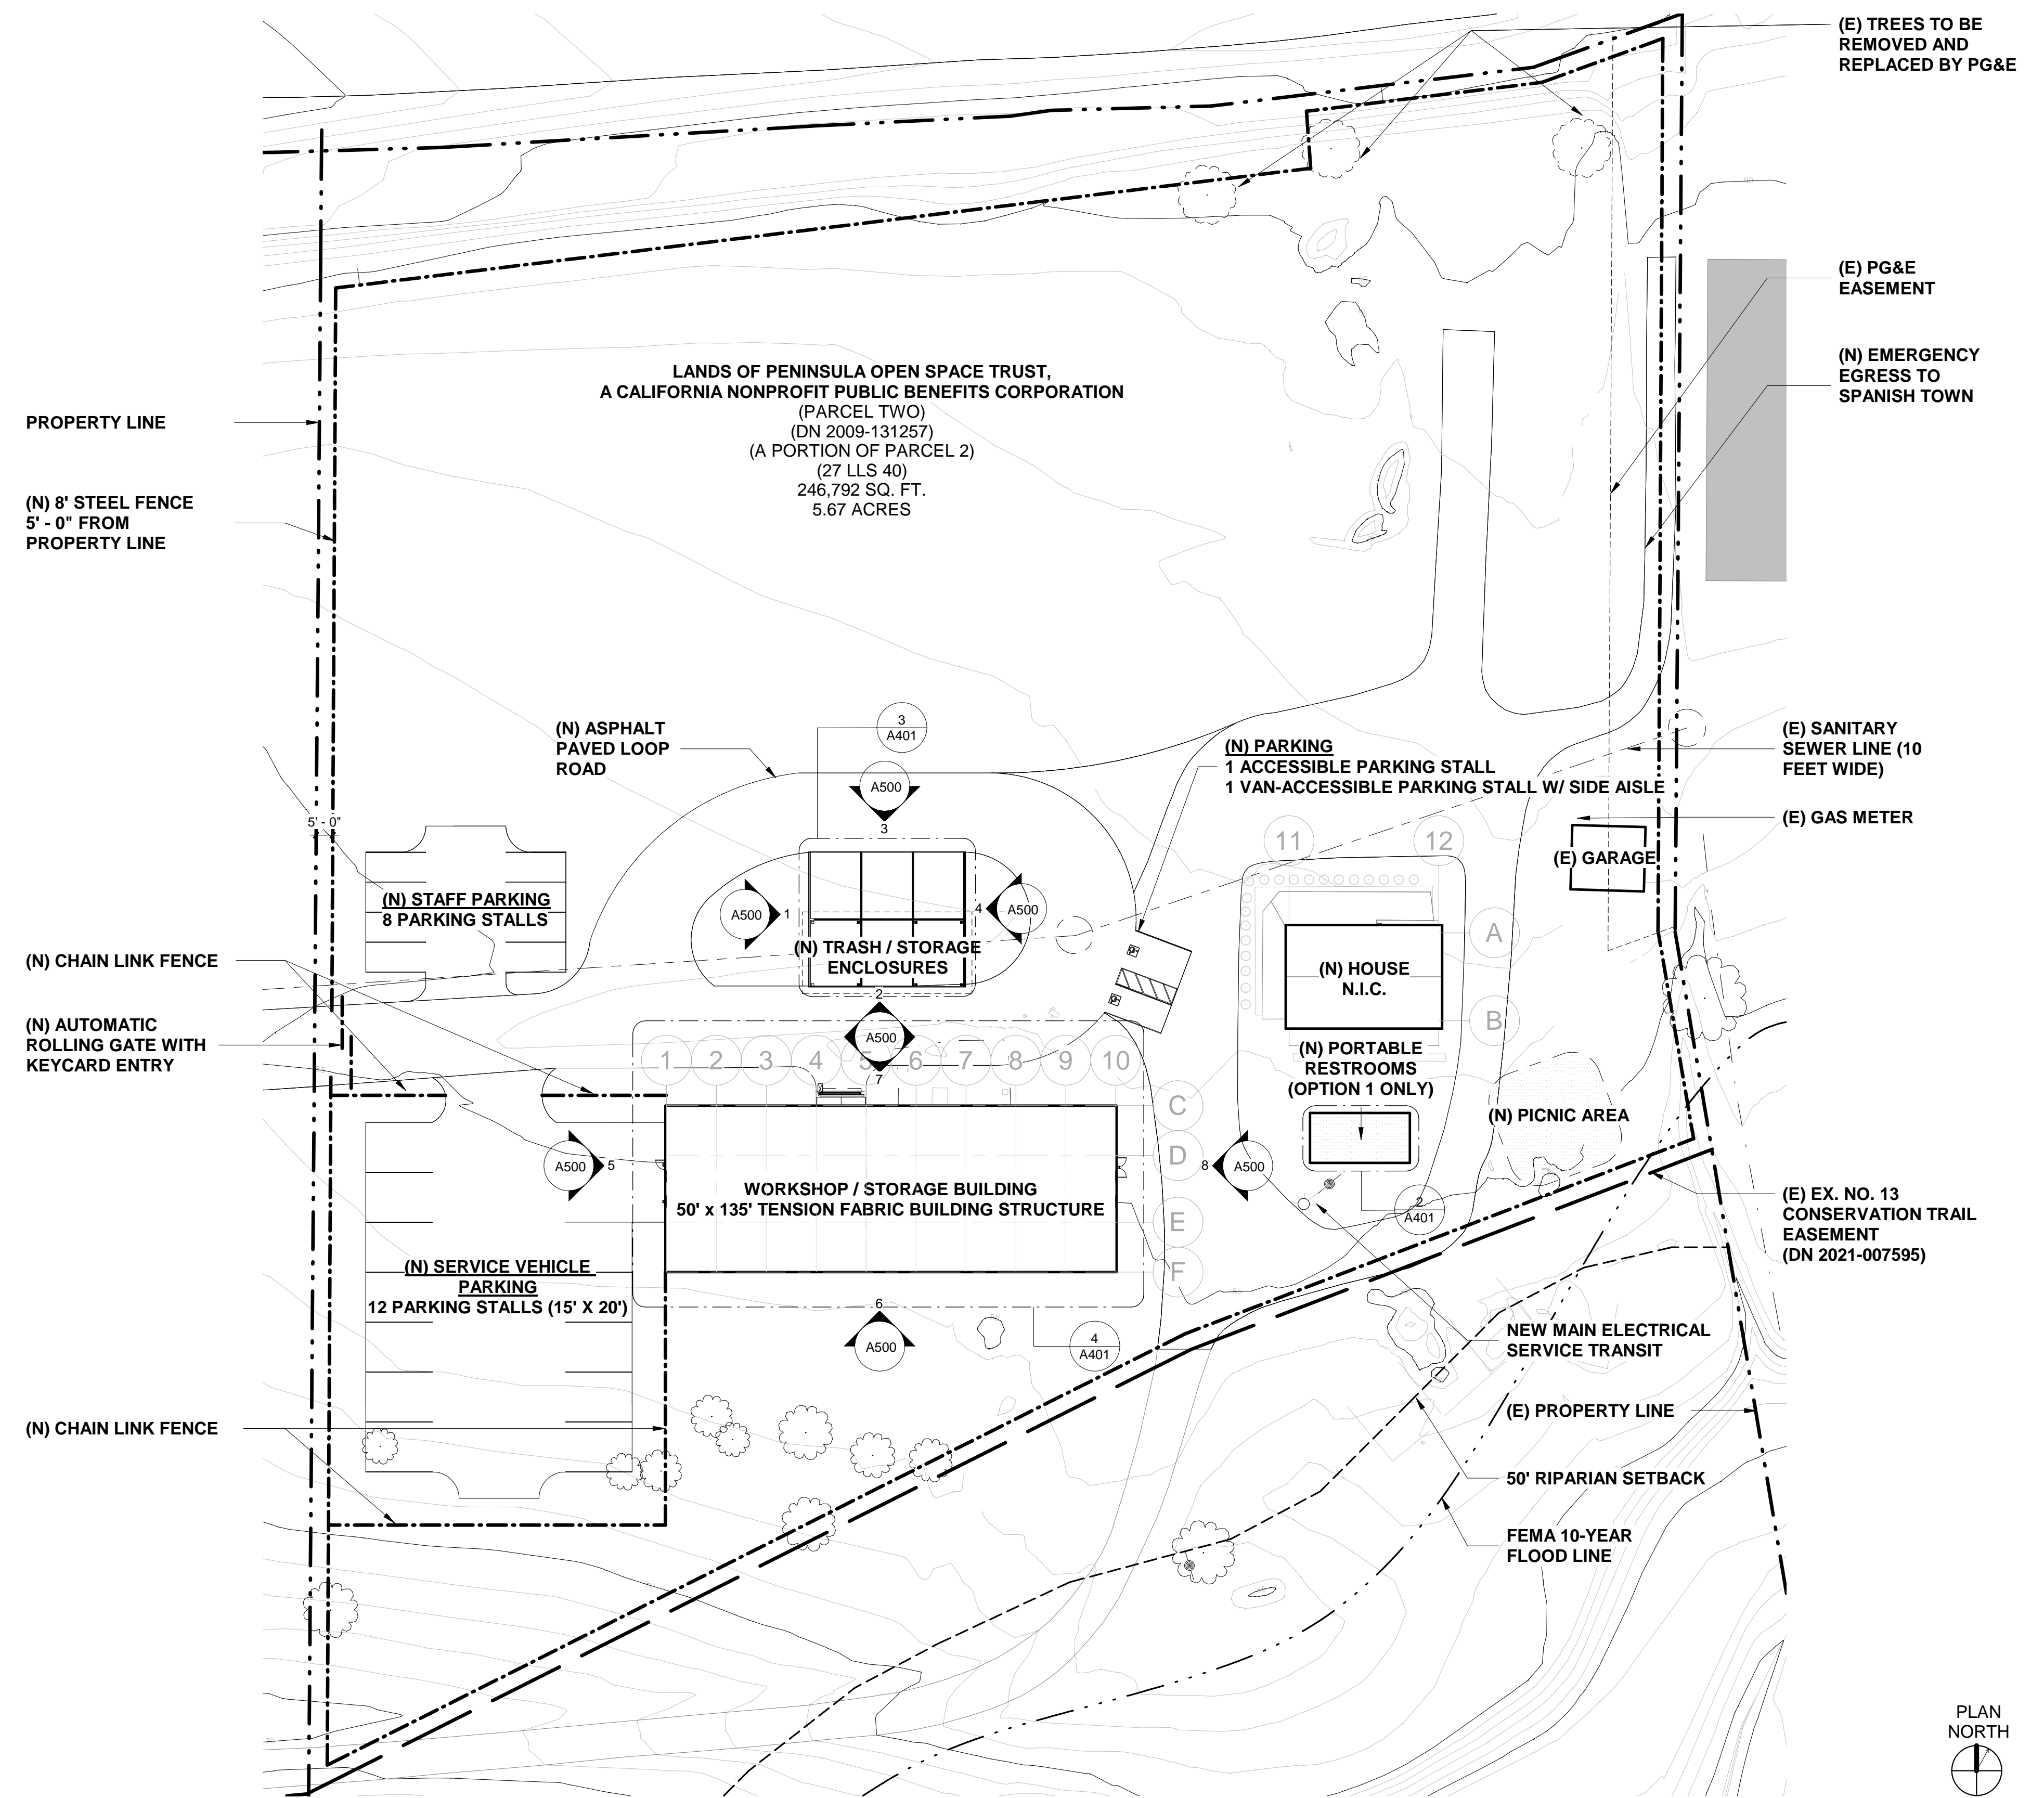 (E) TREES TO BE
REMOVED AND
REPLACED BY PG&E
(E) PG&E
EASEMENT
(N) EMERGENCY
EGRESS TO
SPANISH TOWN
LANDS OF PENINSULA OPEN SPACE TRUST,
A CALIFORNIA NONPROFIT PUBLIC BENEFITS CORPORATION
(PARCEL TWO)
(DN 2009-131257)
(A PORTION OF PARCEL 2)
(27 LLS 40)
246,792 SQ. FT.
5.67 ACRES
PROPERTY LINE
(N) 8' STEEL FENCE
5' - 0" FROM
PROPERTY LINE
(N) ASPHALT
PAVED LOOP
ROAD
3
A401
A500
3
(N) PARKING
1 ACCESSIBLE PARKING STALL
1 VAN-ACCESSIBLE PARKING STALL W/ SIDE AISLE
(E) SANITARY
SEWER LINE (10
FEET WIDE)
(E) GAS METER
5' - 0"
11
12
(E) GARAGE
(N) STAFF PARKING
8 PARKING STALLS
A500
1
4
A500
(N) TRASH / STORAGE
ENCLOSURES
A
(N) HOUSE
N.I.C.
B
(N) CHAIN LINK FENCE
(N) AUTOMATIC
ROLLING GATE WITH
KEYCARD ENTRY
2
A500
7
1
2
3
4
5
6
7
8
9
10
(N) PORTABLE
RESTROOMS
(OPTION 1 ONLY)
(N) PICNIC AREA
C
D
E
F
A500
5
8
A500
WORKSHOP / STORAGE BUILDING
50' x 135' TENSION FABRIC BUILDING STRUCTURE
2
A401
(E) EX. NO. 13
CONSERVATION TRAIL
EASEMENT
(DN 2021-007595)
(N) SERVICE VEHICLE
PARKING
12 PARKING STALLS (15' X 20')
6
A500
4
A401
NEW MAIN ELECTRICAL
SERVICE TRANSIT
(E) PROPERTY LINE
(N) CHAIN LINK FENCE
50' RIPARIAN SETBACK
FEMA 10-YEAR
FLOOD LINE
PLAN
NORTH